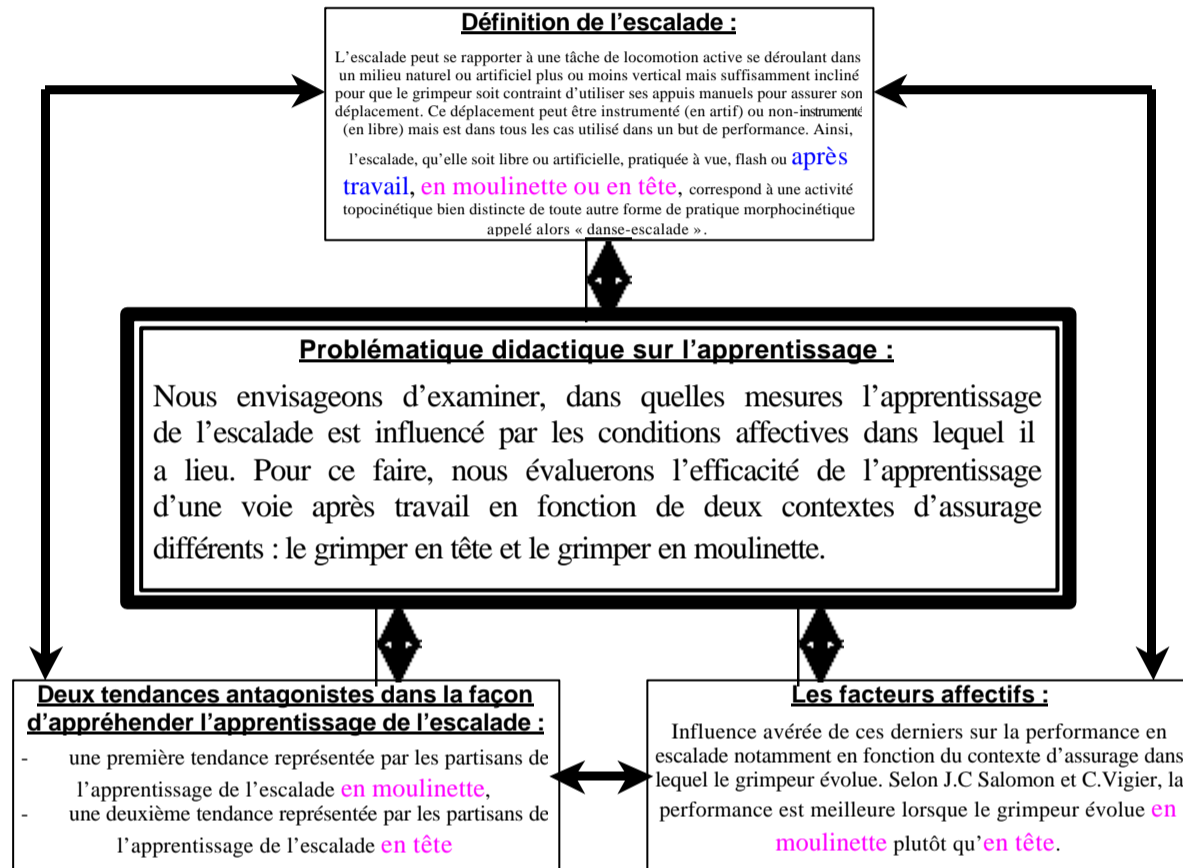 Définition de l’escalade :
L’escalade peut se rapporter à une tâche de locomotion active se déroulant dans
un milieu naturel ou artificiel plus ou moins vertical mais suffisamment incliné
pour que le grimpeur soit contraint d’utiliser ses appuis manuels pour assurer son
déplacement. Ce déplacement peut être instrumenté (en artif) ou non-instrumenté
(en libre) mais est dans tous les cas utilisé dans un but de performance. Ainsi,
l’escalade, qu’elle soit libre ou artificielle, pratiquée à vue, flash ou après
travail, en moulinette ou en tête, correspond à une activité
topocinétique bien distincte de toute autre forme de pratique morphocinétique
appelé alors « danse-escalade ».
Problématique didactique sur l’apprentissage :
Nous envisageons d’examiner, dans quelles mesures l’apprentissage
de l’escalade est influencé par les conditions affectives dans lequel il
a lieu. Pour ce faire, nous évaluerons l’efficacité de l’apprentissage
d’une voie après travail en fonction de deux contextes d’assurage
différents : le grimper en tête et le grimper en moulinette.
Deux tendances antagonistes dans la façon
d’appréhender l’apprentissage de l’escalade :
- une première tendance représentée par les partisans de
l’apprentissage de l’escalade en moulinette,
- une deuxième tendance représentée par les partisans de
l’apprentissage de l’escalade en tête
Les facteurs affectifs :
Influence avérée de ces derniers sur la performance en
escalade notamment en fonction du contexte d’assurage dans
lequel le grimpeur évolue. Selon J.C Salomon et C.Vigier, la
performance est meilleure lorsque le grimpeur évolue en
moulinette plutôt qu’en tête.